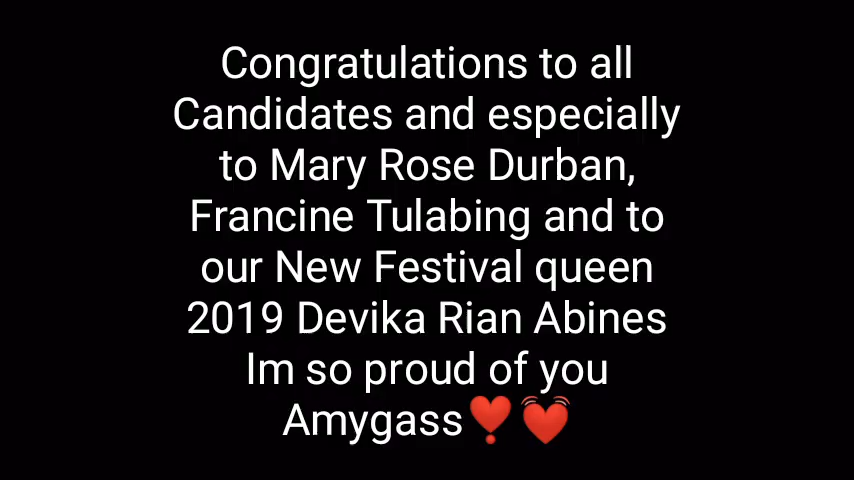 Congratulations to all
Candidates and especially
to Mary Rose Durban,
Francine Tulabing and to
our New Festival queen
2019 Devika Rian Abines
Im so proud of you
Amygass❣️💓